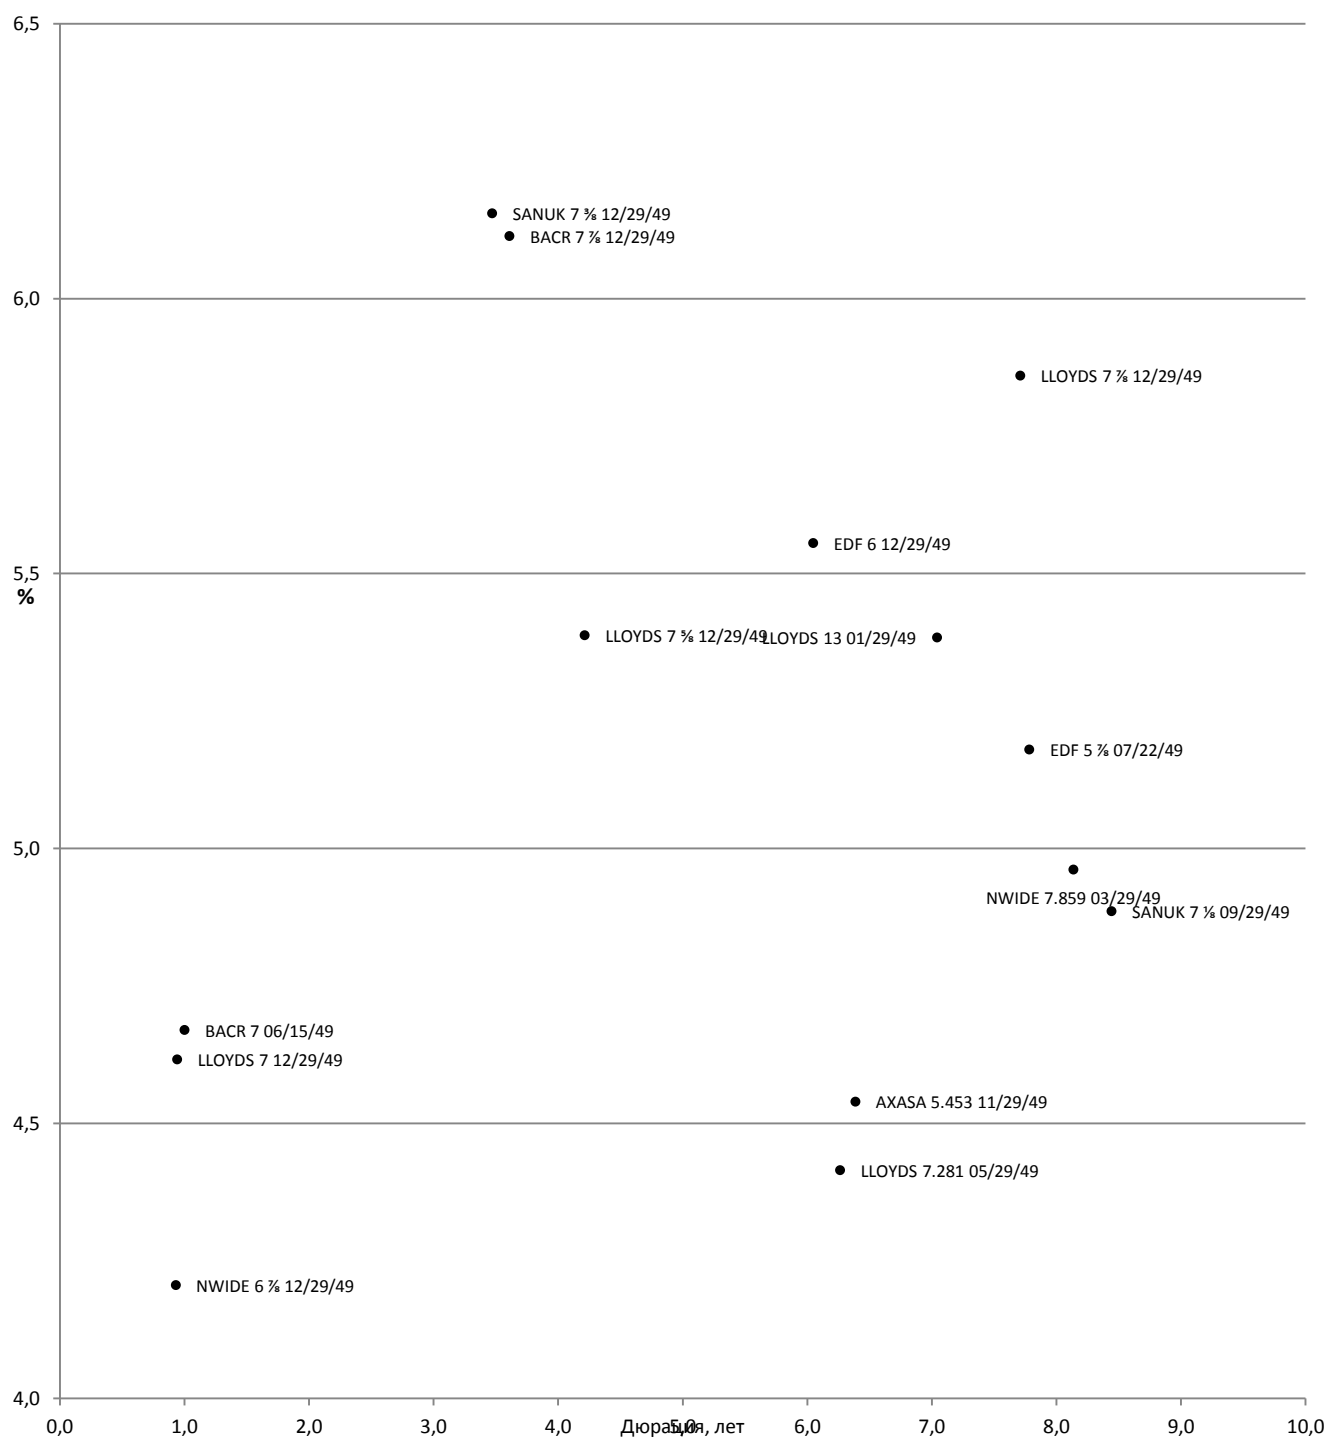 6,5
SANUK 7 ⅜ 12/29/49
BACR 7 ⅞ 12/29/49
6,0
LLOYDS 7 ⅞ 12/29/49
EDF 6 12/29/49
5,5
%
LLOYDS 7 ⅝ 12/29/49
LLOYDS 13 01/29/49
EDF 5 ⅞ 07/22/49
5,0
NWIDE 7.859 03/29/49
SANUK 7 ⅛ 09/29/49
BACR 7 06/15/49
LLOYDS 7 12/29/49
AXASA 5.453 11/29/49
4,5
LLOYDS 7.281 05/29/49
NWIDE 6 ⅞ 12/29/49
4,0
0,0 1,0 2,0 3,0 4,0 5,0 6,0 7,0 8,0 9,0 10,0
Дюрация, лет